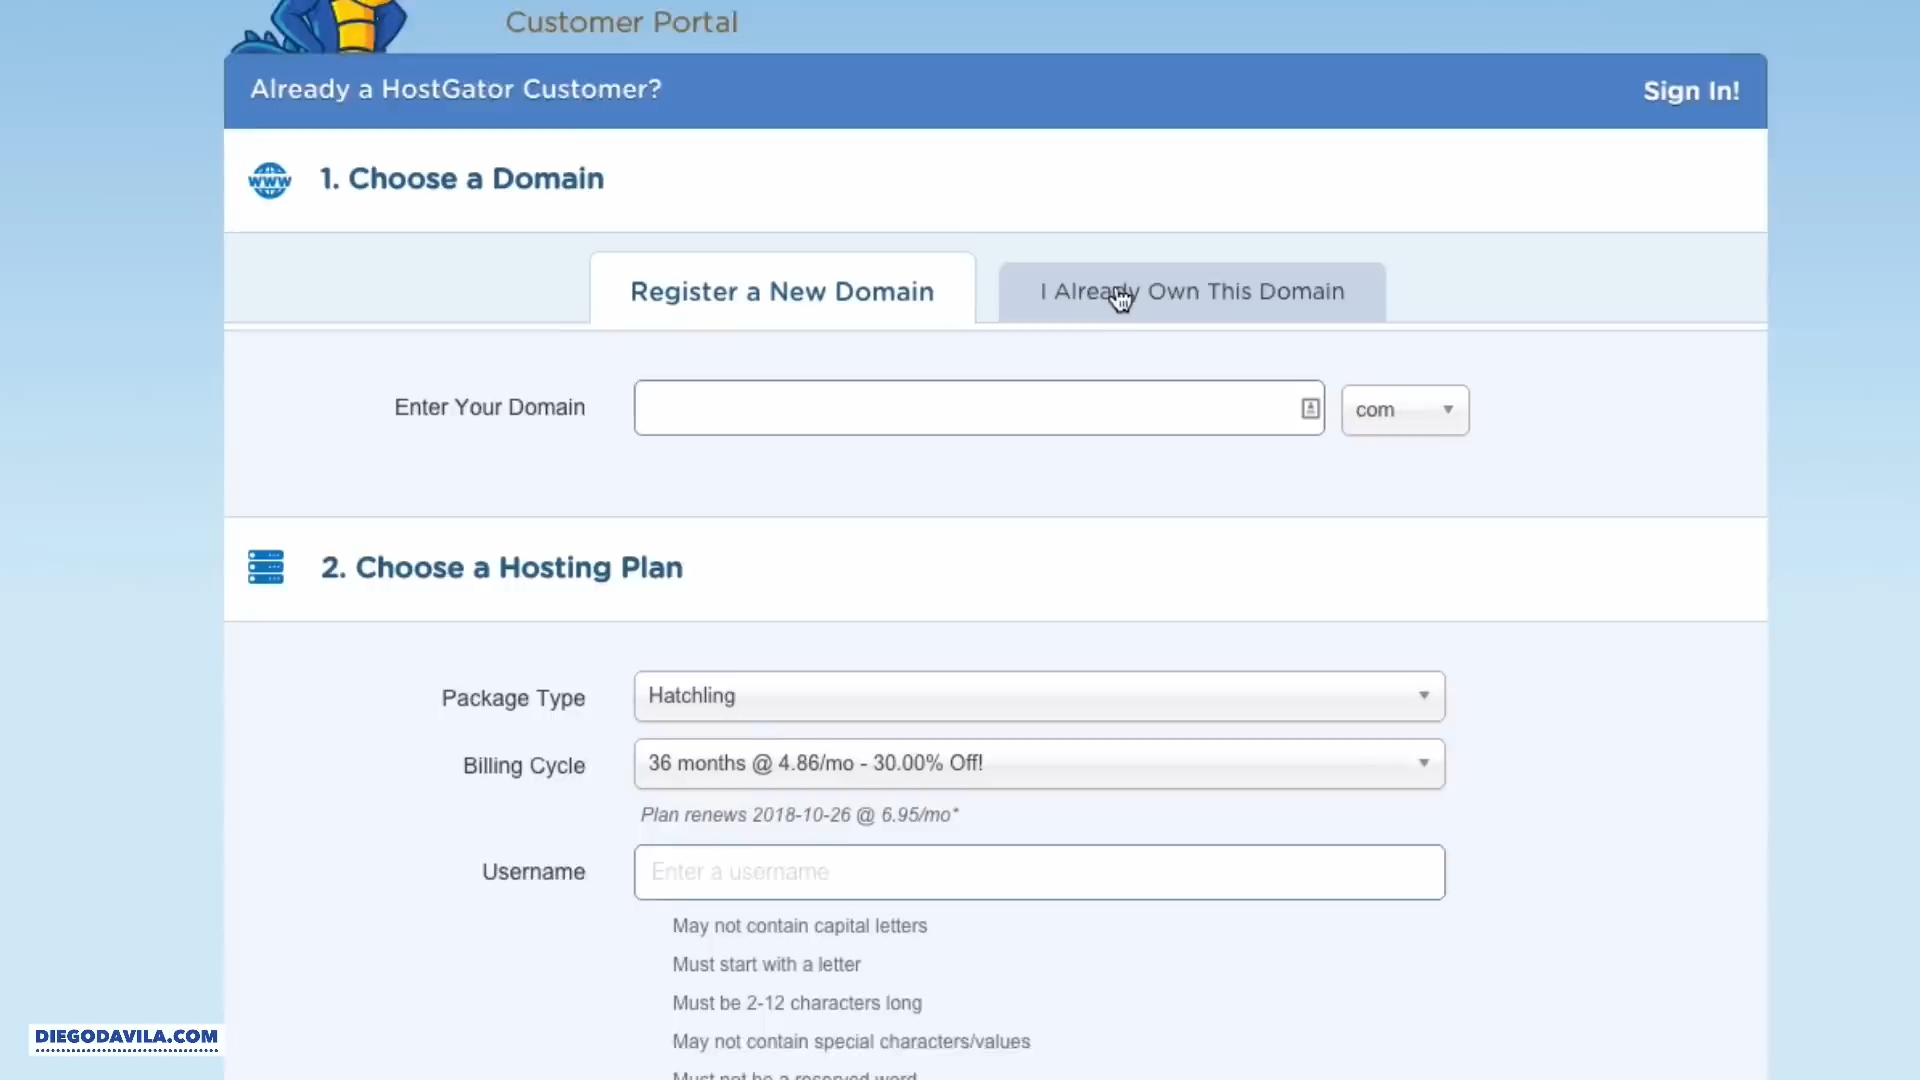 Customer Portal
Already a HostGator Customer?
Sign In!
www
1. Choose a Domain
Register a New Domain
I Already Own This Domain
Enter Your Domain
com
2. Choose a Hosting Plan
Package Type
Hatchling
Billing Cycle
36 months @ 4.86/mo - 30.00% Off!
Plan renews 2018-10-26 @ 6.95/mo*
Username
Enter a username
May not contain capital letters
Must start with a letter
Must be 2-12 characters long
May not contain special characters/values
Must not be a reserved word
DIEGODAVILA.COM